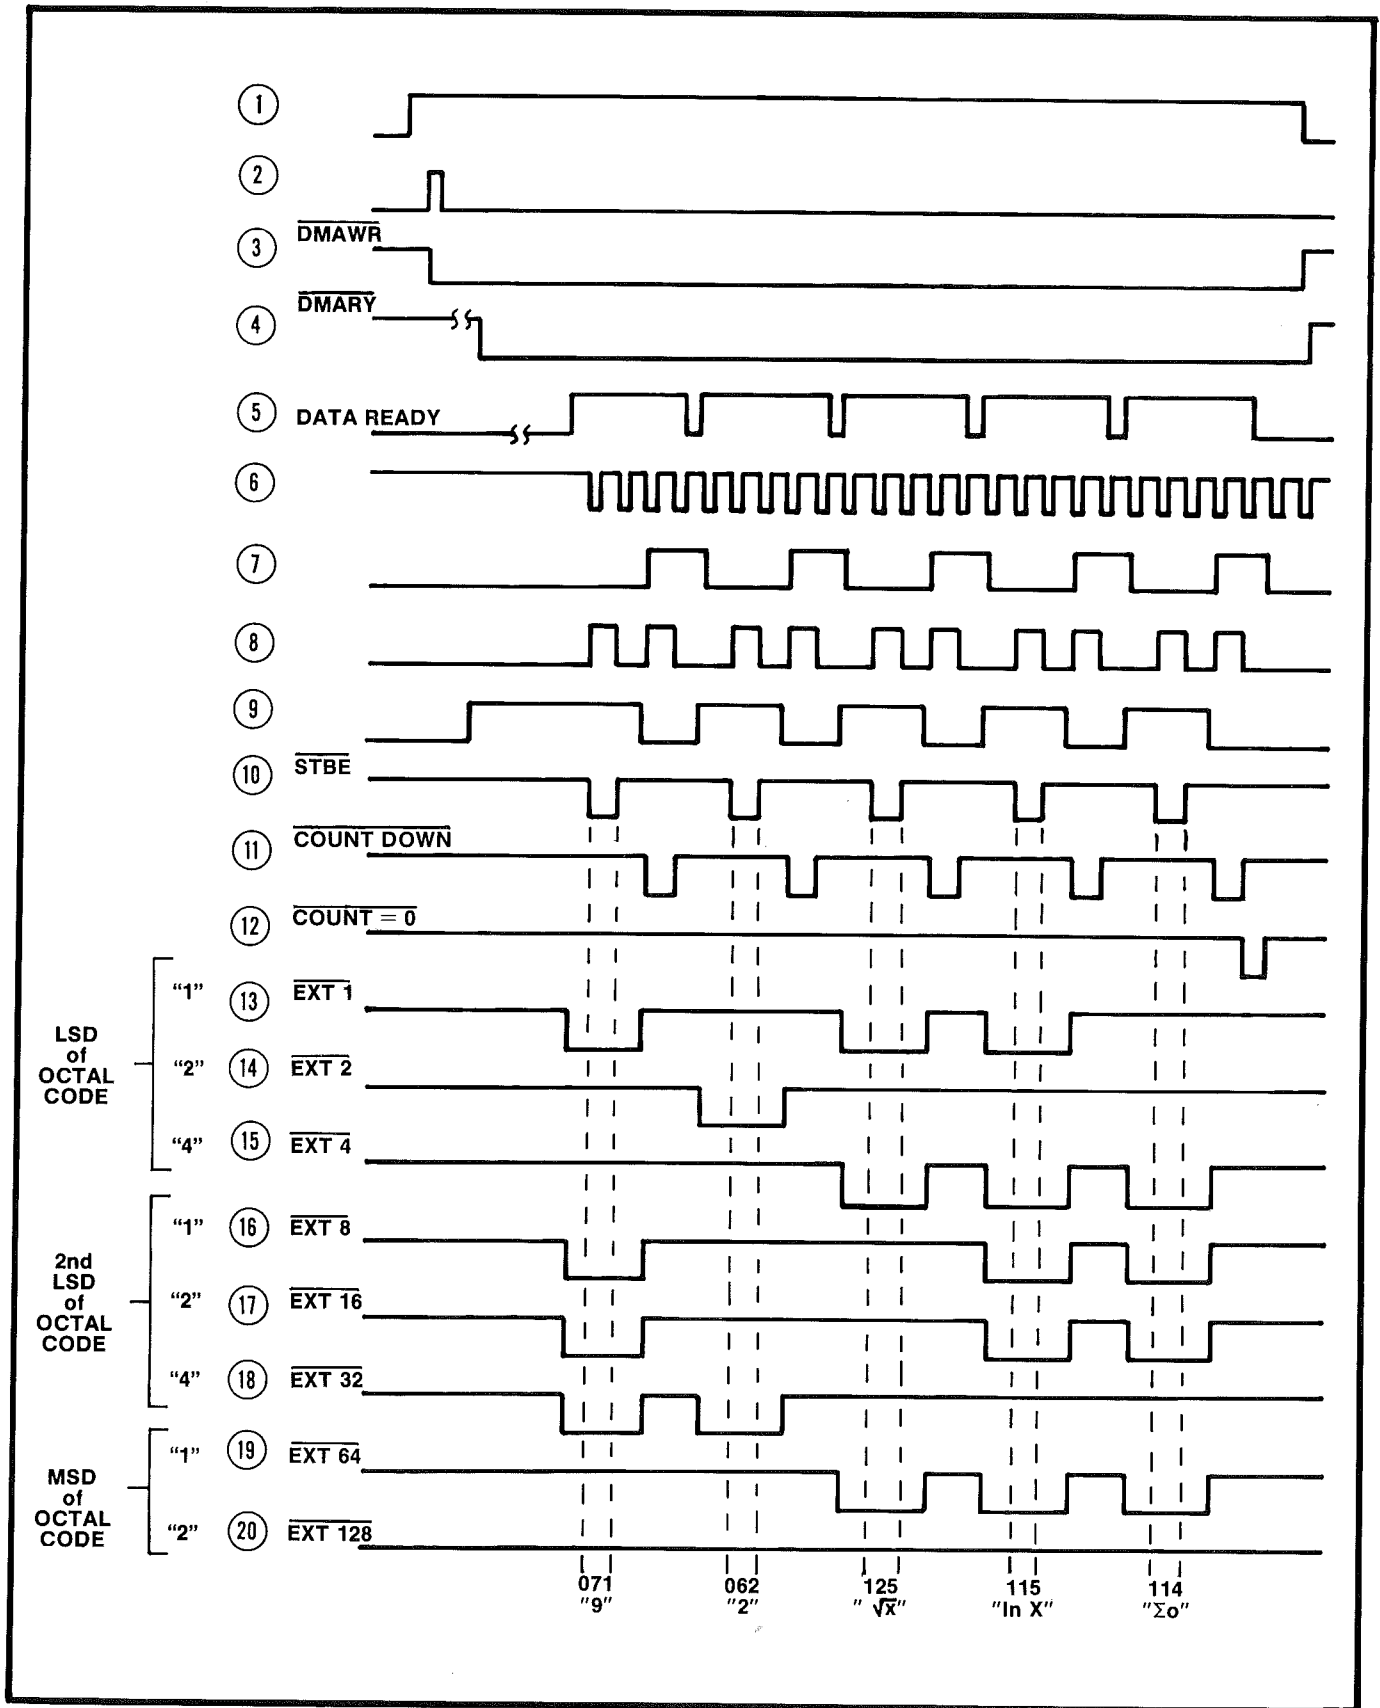 1
2
3 DMAWR
4 DMARY
5 DATA READY
6
7
8
9
10 STBE
11 COUNT DOWN
12 COUNT = 0
LSD
of
OCTAL
CODE
"1" 13 EXT 1
"2" 14 EXT 2
"4" 15 EXT 4
2nd
LSD
of
OCTAL
CODE
"1" 16 EXT 8
"2" 17 EXT 16
"4" 18 EXT 32
MSD
of
OCTAL
CODE
"1" 19 EXT 64
"2" 20 EXT 128
071 062 125 115 114
"9" "2" "√x" "ln X" "Σo"